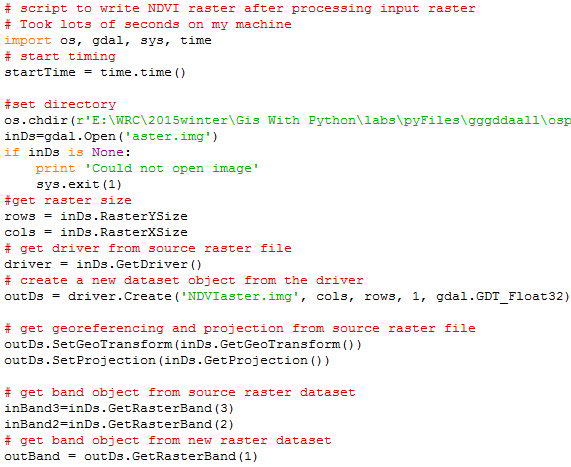 # script to write NDVI raster after processing input raster
# Took lots of seconds on my machine
import os, gdal, sys, time
# start timing
startTime = time.time()
#set directory
os.chdir(r'E:\WRC\2015winter\Gis With Python\labs\pyFiles\gggddaall\osp
inDs=gdal.Open('aster.img')
if inDs is None:
    print 'Could not open image'
    sys.exit(1)
#get raster size
rows = inDs.RasterYSize
cols = inDs.RasterXSize
# get driver from source raster file
driver = inDs.GetDriver()
# create a new dataset object from the driver
outDs = driver.Create('NDVIaster.img', cols, rows, 1, gdal.GDT_Float32)
# get georeferencing and projection from source raster file
outDs.SetGeoTransform(inDs.GetGeoTransform())
outDs.SetProjection(inDs.GetProjection())
# get band object from source raster dataset
inBand3=inDs.GetRasterBand(3)
inBand2=inDs.GetRasterBand(2)
# get band object from new raster dataset
outBand = outDs.GetRasterBand(1)